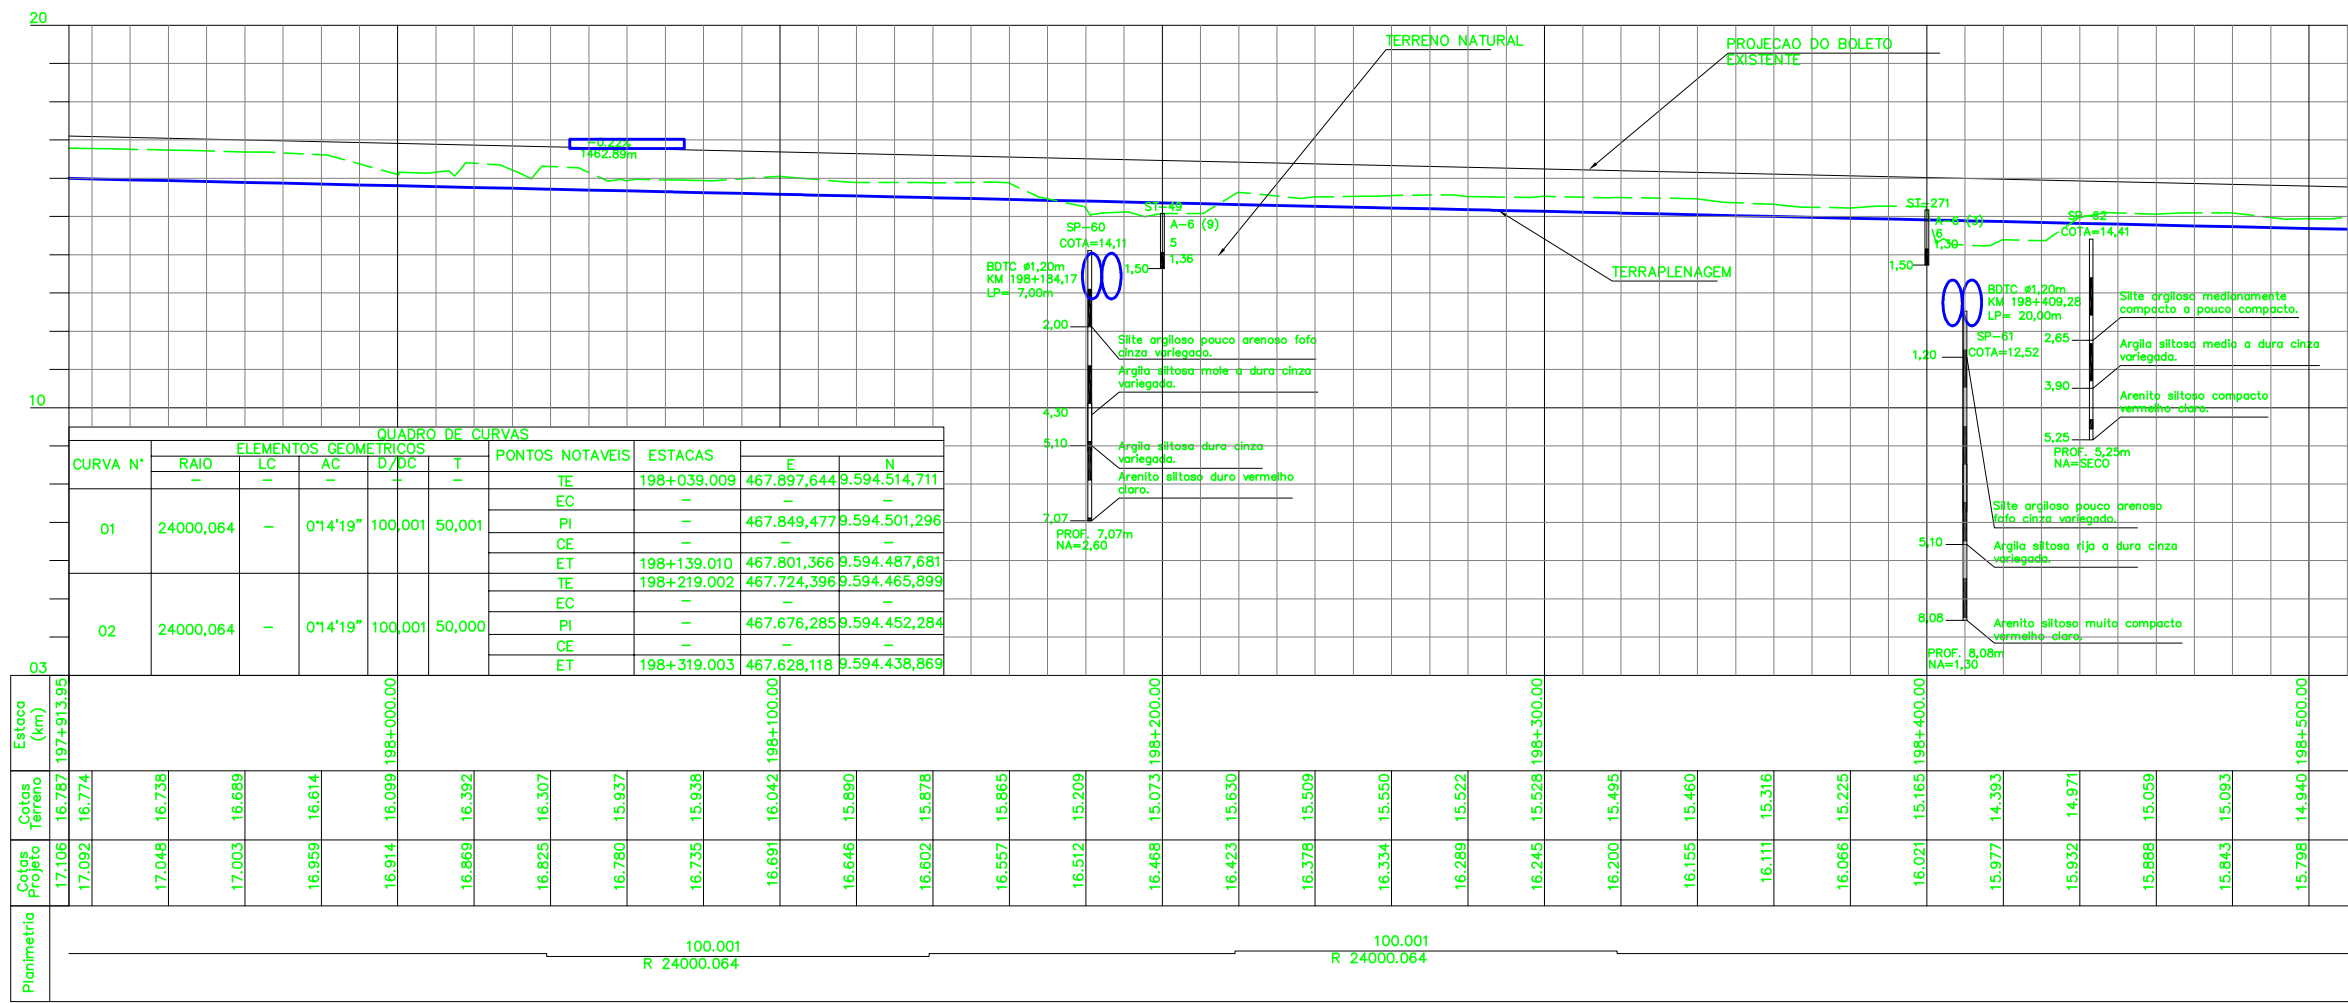 20
TERRENO NATURAL
PROJECAO DO BOLETO
EXISTENTE
-0.22%
1462.89m
ST-49
A-6 (9)
5
1,36
1,50
SP-60
COTA=14,11
BDTC ø1,20m
KM 198+184,17
LP= 7,00m
2,00
Silte argiloso pouco arenoso fofo
cinza variegado.
Argila siltosa mole a dura cinza
variegada.
4,30
5,10
Argila siltosa dura cinza
variegada.
Arenito siltoso duro vermelho
claro.
7,07
PROF. 7,07m
NA=2,60
TERRAPLENAGEM
ST-271
A-6 (3)
1,30
1,50
SP-62
COTA=14,41
BDTC ø1,20m
KM 198+409,28
LP= 20,00m
SP-61
COTA=12,52
1,20
Silte argiloso medianamente
compacto a pouco compacto.
2,65
Argila siltosa media a dura cinza
variegada.
3,90
Arenito siltoso compacto
vermelho claro.
5,25
PROF. 5,25m
NA=SECO
Silte argiloso pouco arenoso
fofo cinza variegado.
5,10
Argila siltosa rija a dura cinza
variegada.
8,08
Arenito siltoso muito compacto
vermelho claro.
PROF. 8,08m
NA=1,30
10
03
QUADRO DE CURVAS
CURVA N° ELEMENTOS GEOMETRICOS PONTOS NOTAVEIS ESTACAS
RAIO LC AC D/DC T E N
- - - - - TE 198+039.009 467.897,644 9.594.514,711
EC - - -
01 24000,064 - 0°14'19" 100,001 50,001 PI - 467.849,477 9.594.501,296
CE - - -
ET 198+139.010 467.801,366 9.594.487,681
TE 198+219.002 467.724,396 9.594.465,899
EC - - -
02 24000,064 - 0°14'19" 100,001 50,000 PI - 467.676,285 9.594.452,284
CE - - -
ET 198+319.003 467.628,118 9.594.438,869
Estaca
(km)
197+913.95 198+000.00 198+100.00 198+200.00 198+300.00 198+400.00 198+500.00
Cotas
Terreno
16.787 16.774 16.738 16.689 16.614 16.099 16.392 16.307 15.937 15.938 16.042 15.890 15.878 15.865 15.209 15.073 15.630 15.509 15.550 15.522 15.528 15.495 15.460 15.316 15.225 15.165 14.393 14.971 15.059 15.093 14.940
Cotas
Projeto
17.106 17.092 17.048 17.003 16.959 16.914 16.869 16.825 16.780 16.735 16.691 16.646 16.602 16.557 16.512 16.468 16.423 16.378 16.334 16.289 16.245 16.200 16.155 16.111 16.066 16.021 15.977 15.932 15.888 15.843 15.798
Planimetria
100.001
R 24000.064
100.001
R 24000.064